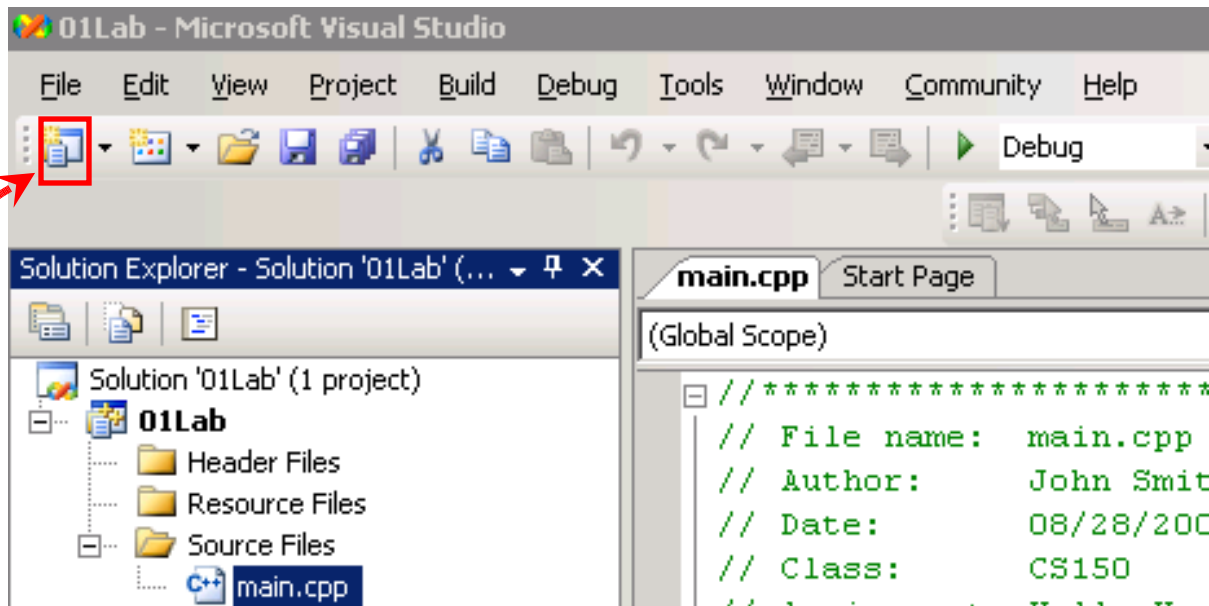 01Lab - Microsoft Visual Studio
File Edit View Project Build Debug Tools Window Community Help
Debug
Solution Explorer - Solution '01Lab' (...
main.cpp Start Page
(Global Scope)
Solution '01Lab' (1 project)
01Lab
Header Files
Resource Files
Source Files
main.cpp
//**********************
// File name: main.cpp
// Author: John Smit
// Date: 08/28/200
// Class: CS150